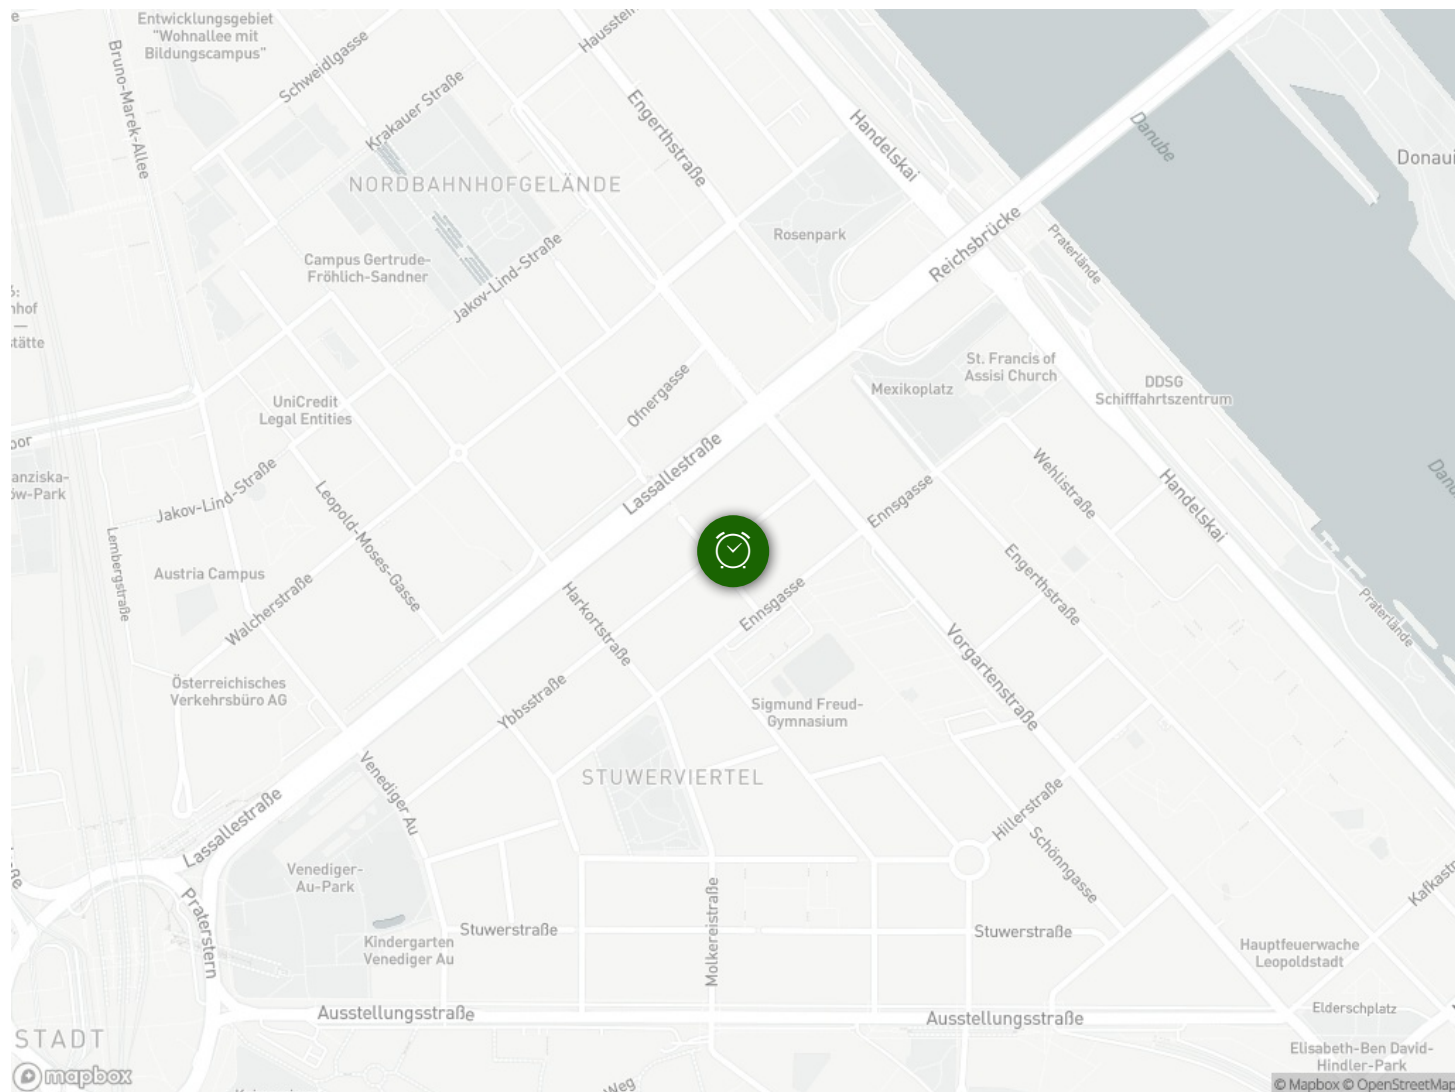 Entwicklungsgebiet
"Wohnallee mit
Bildungscampus"
Bruno-Marek-Allee
Schweidlgasse
Krakauer Straße
Engerthstraße
Handelskai
Danube
NORDBAHNHOFGELÄNDE
Rosenpark
Reichsbrücke
Praterlände
Campus Gertrude-
Fröhlich-Sandner
Jakov-Lind-Straße
St. Francis of
Assisi Church
Mexikoplatz
DDSG
Schifffahrtszentrum
UniCredit
Legal Entities
Ofnergasse
Lassallestraße
Jakov-Lind-Straße
Leopold-Moses-Gasse
Wehlistraße
Handelskai
Ennsgasse
Lembergstraße
Austria Campus
Walcherstraße
Harkortstraße
Ennsgasse
Engerthstraße
Praterlände
Vorgartenstraße
Österreichisches
Verkehrsbüro AG
Ybbsstraße
Sigmund Freud-
Gymnasium
STUWERVIERTEL
Venediger Au
Lassallestraße
Hillerstraße
Schönngasse
Venediger-
Au-Park
Praterstern
Molkereistraße
Stuwerstraße
Stuwerstraße
Kindergarten
Venediger Au
Hauptfeuerwache
Leopoldstadt
Ausstellungsstraße
Ausstellungsstraße
Elderschplatz
STADT
Elisabeth-Ben David-
Hindler-Park
mapbox
Weg
© Mapbox © OpenStreetMap